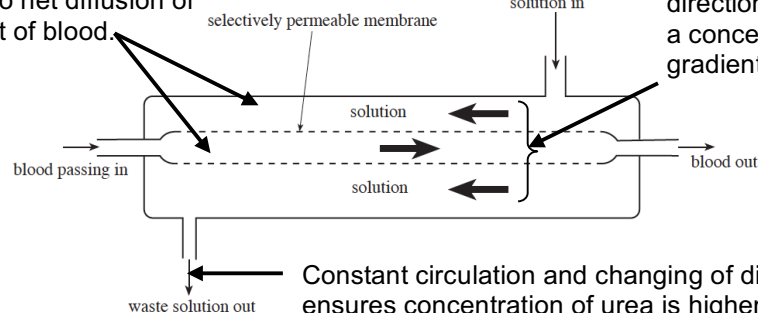 o net diffusion of
t of blood.
selectively permeable membrane
solution in
direction
a conce
gradient
solution
blood passing in
blood out
solution
waste solution out
Constant circulation and changing of di
ensures concentration of urea is higher